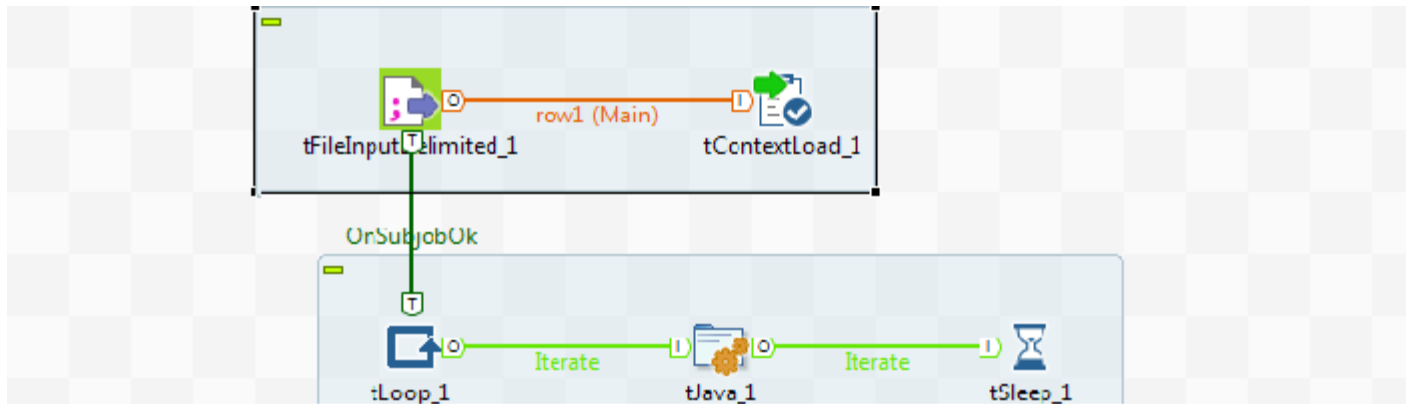 O
row1 (Main)
I
tFileInputDelimited_1
T
tContextLoad_1
OnSubjobOk
T
O
Iterate
I
O
Iterate
I
tLoop_1
tJava_1
tSleep_1